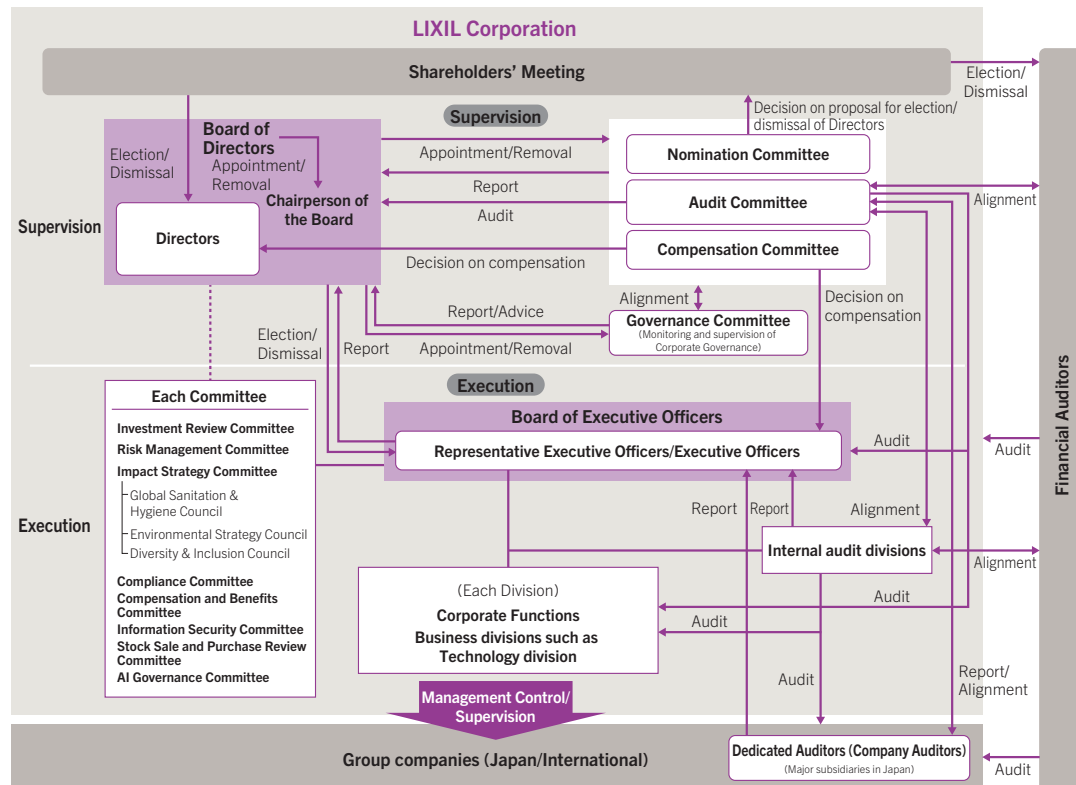 LIXIL Corporation
Shareholders' Meeting
Election/
Dismissal
Decision on proposal for election/
dismissal of Directors
Supervision
Board of
Directors
Appointment/
Removal
Election/
Dismissal
Chairperson of
the Board
Directors
Supervision
Appointment/Removal
Report
Audit
Decision on compensation
Nomination Committee
Audit Committee
Compensation Committee
Alignment
Alignment
Decision on
compensation
Report/Advice
Appointment/Removal
Governance Committee
(Monitoring and supervision of
Corporate Governance)
Election/
Dismissal
Report
Financial Auditors
Execution
Each Committee
Investment Review Committee
Risk Management Committee
Impact Strategy Committee
Global Sanitation &
Hygiene Council
Environmental Strategy Council
Diversity & Inclusion Council
Compliance Committee
Compensation and Benefits
Committee
Information Security Committee
Stock Sale and Purchase Review
Committee
AI Governance Committee
Execution
Board of Executive Officers
Representative Executive Officers/Executive Officers
Audit
Audit
Report
Report
Alignment
Internal audit divisions
Alignment
(Each Division)
Corporate Functions
Business divisions such as
Technology division
Audit
Audit
Audit
Report/
Alignment
Management Control/
Supervision
Group companies (Japan/International)
Dedicated Auditors (Company Auditors)
(Major subsidiaries in Japan)
Audit